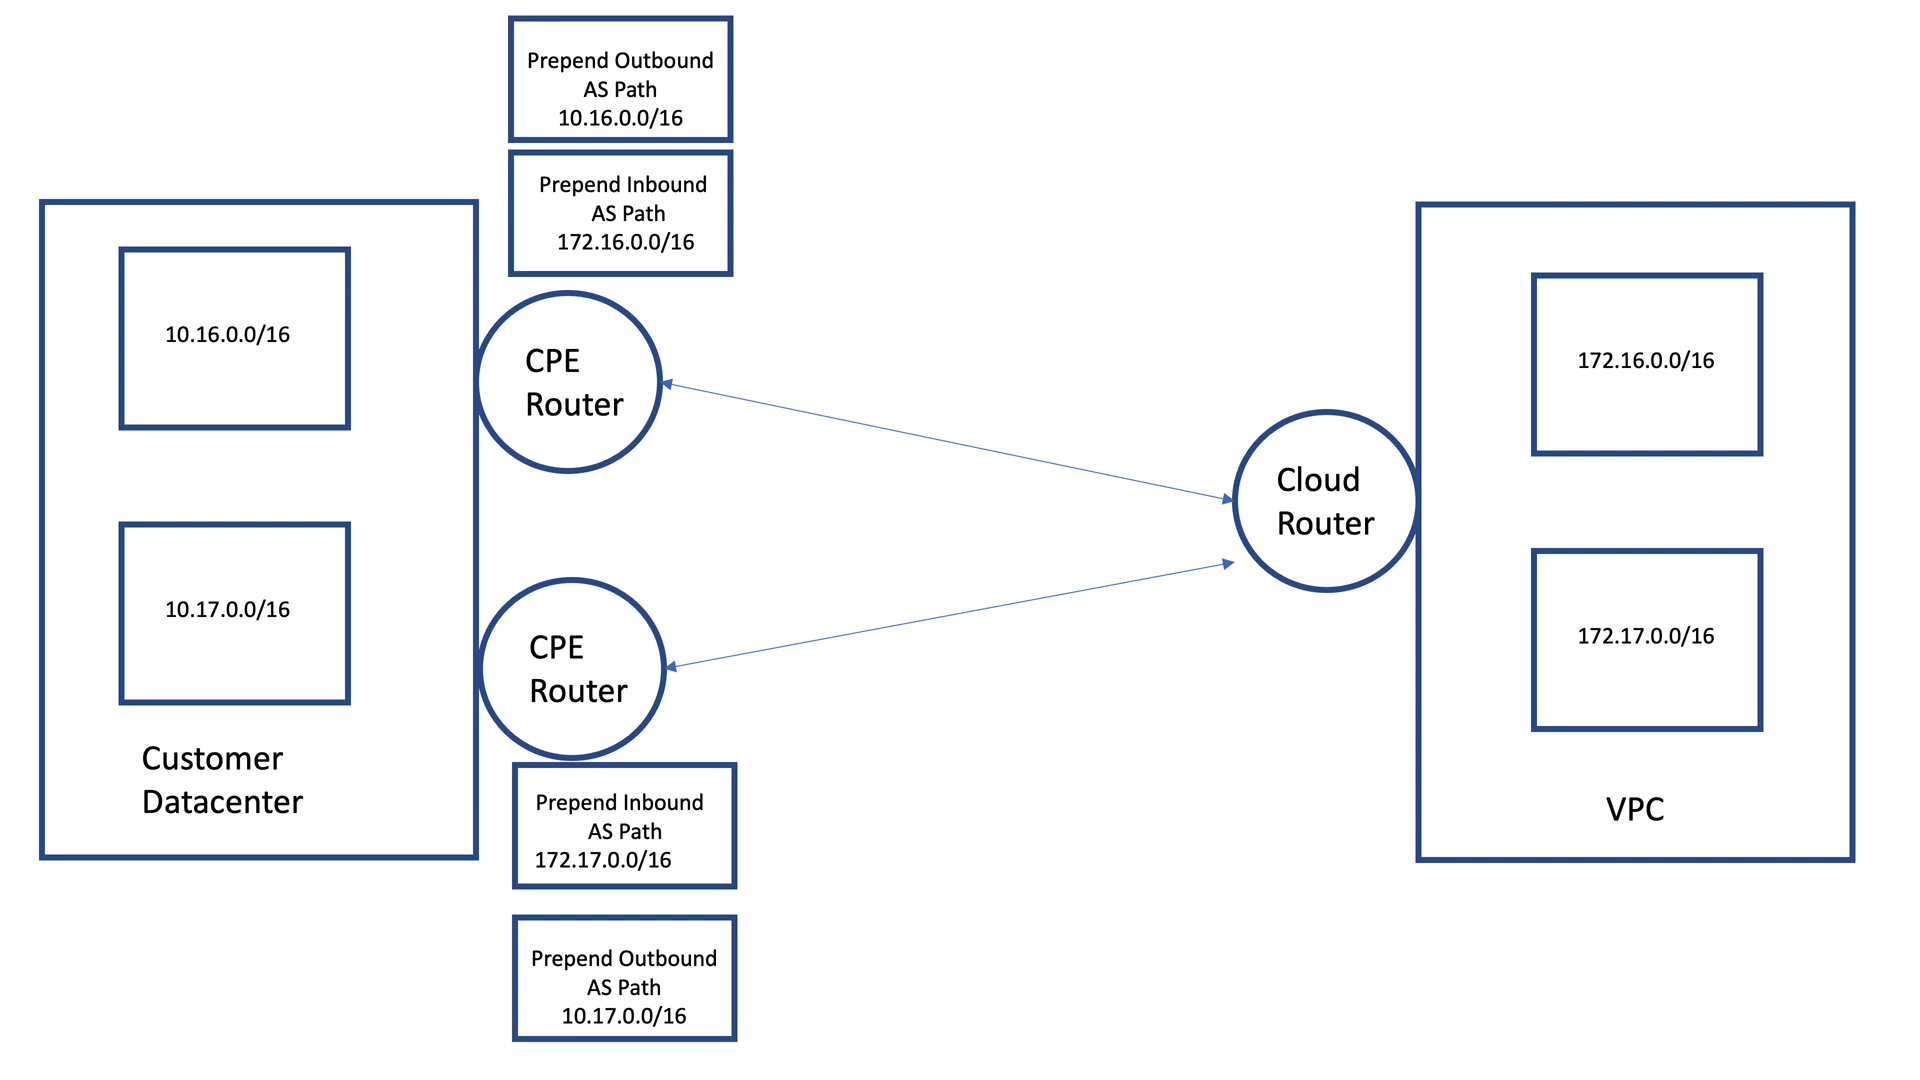 Prepend Outbound
AS Path
10.16.0.0/16
Prepend Inbound
AS Path
172.16.0.0/16
10.16.0.0/16
CPE
Router
172.16.0.0/16
Cloud
Router
10.17.0.0/16
CPE
Router
172.17.0.0/16
Customer
Datacenter
VPC
Prepend Inbound
AS Path
172.17.0.0/16
Prepend Outbound
AS Path
10.17.0.0/16